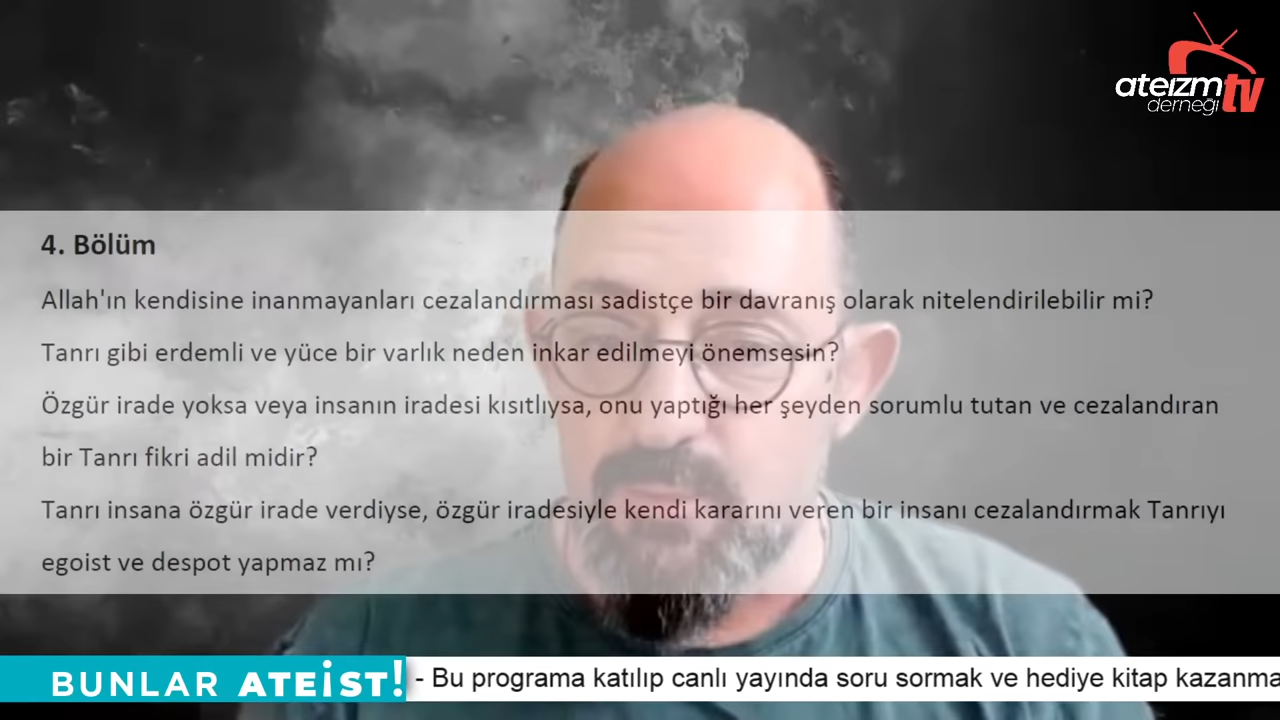 ateizm tv
derneği
4. Bölüm
Allah'ın kendisine inanmayanları cezalandırması sadistçe bir davranış olarak nitelendirilebilir mi?
Tanrı gibi erdemli ve yüce bir varlık neden inkar edilmeyi önemsesin?
Özgür irade yoksa veya insanın iradesi kısıtlıysa, onu yaptığı her şeyden sorumlu tutan ve cezalandıran
bir Tanrı fikri adil midir?
Tanrı insana özgür irade verdiyse, özgür iradesiyle kendi kararını veren bir insanı cezalandırmak Tanrıyı
egoist ve despot yapmaz mı?
BUNLAR ATEİST! - Bu programa katılıp canlı yayında soru sormak ve hediye kitap kazanma